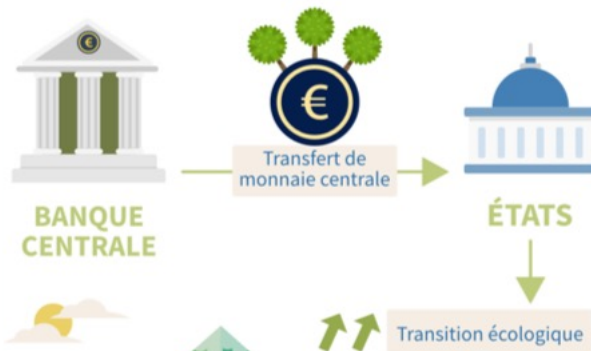 €
€
Transfert de
monnaie centrale
BANQUE
CENTRALE
ÉTATS
Transition écologique